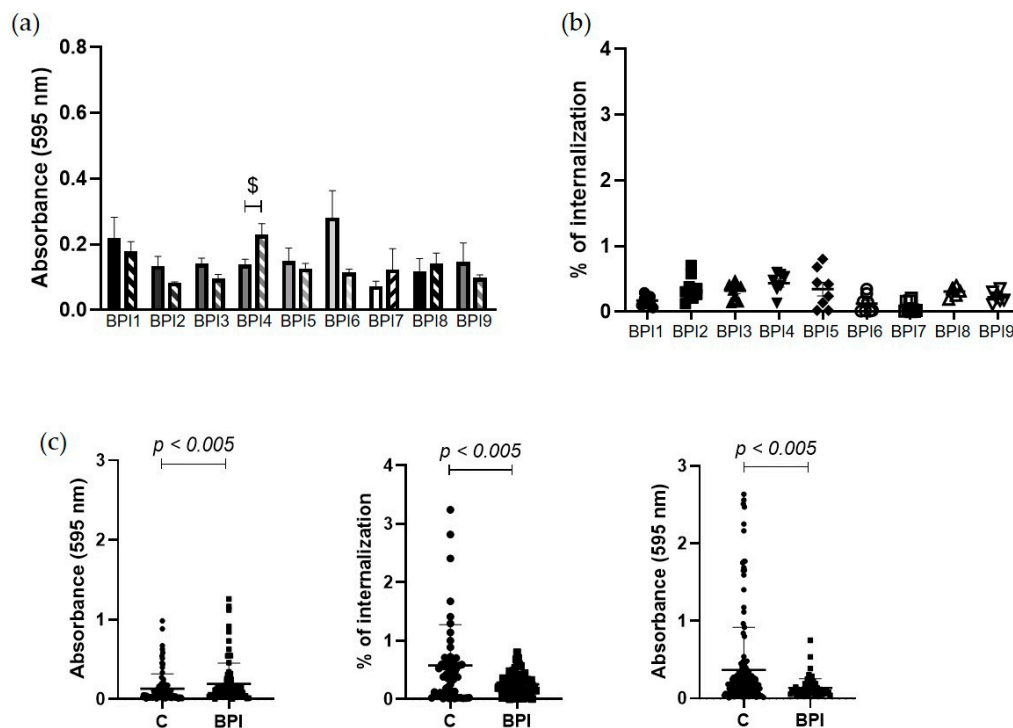 (a)
Absorbance (595 nm)
0.8
0.6
0.4
0.2
0.0
$
BPI1 BPI2 BPI3 BPI4 BPI5 BPI6 BPI7 BPI8 BPI9
(b)
% of internalization
4
3
2
1
0
BPI1 BPI2 BPI3 BPI4 BPI5 BPI6 BPI7 BPI8 BPI9
(c)
p < 0.005
Absorbance (595 nm)
3
2
1
0
C BPI
p < 0.005
% of internalization
4
3
2
1
0
C BPI
p < 0.005
Absorbance (595 nm)
3
2
1
0
C BPI